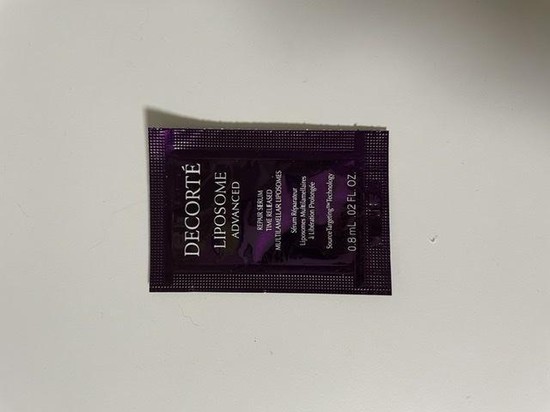 DECORTÉ
LIPOSOME
ADVANCED
REPAIR SERUM
TIME RELEASED
MULTILAMELLAR LIPOSOMES
Sérum Réparateur
Liposomes Multilamellaires
à Libération Prolongée
SourceTargeting™ Technology
0.8 mL .02 FL. OZ.